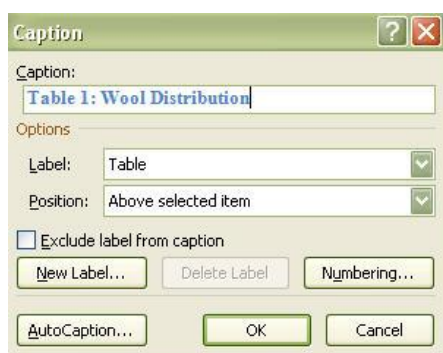 Caption
Caption:
Table 1: Wool Distribution
Options
Label: Table
Position: Above selected item
Exclude label from caption
New Label... Delete Label Numbering...
AutoCaption... OK Cancel